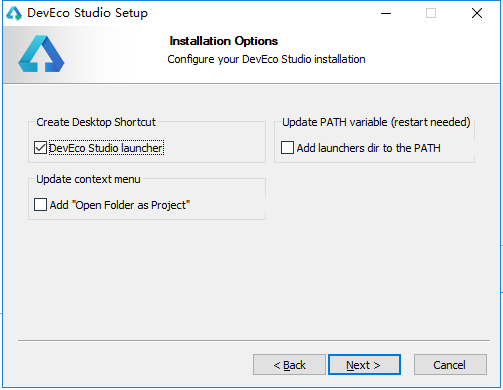 DevEco Studio Setup
Installation Options
Configure your DevEco Studio installation
Create Desktop Shortcut
DevEco Studio launcher
Update PATH variable (restart needed)
Add launchers dir to the PATH
Update context menu
Add "Open Folder as Project"
< Back
Next >
Cancel